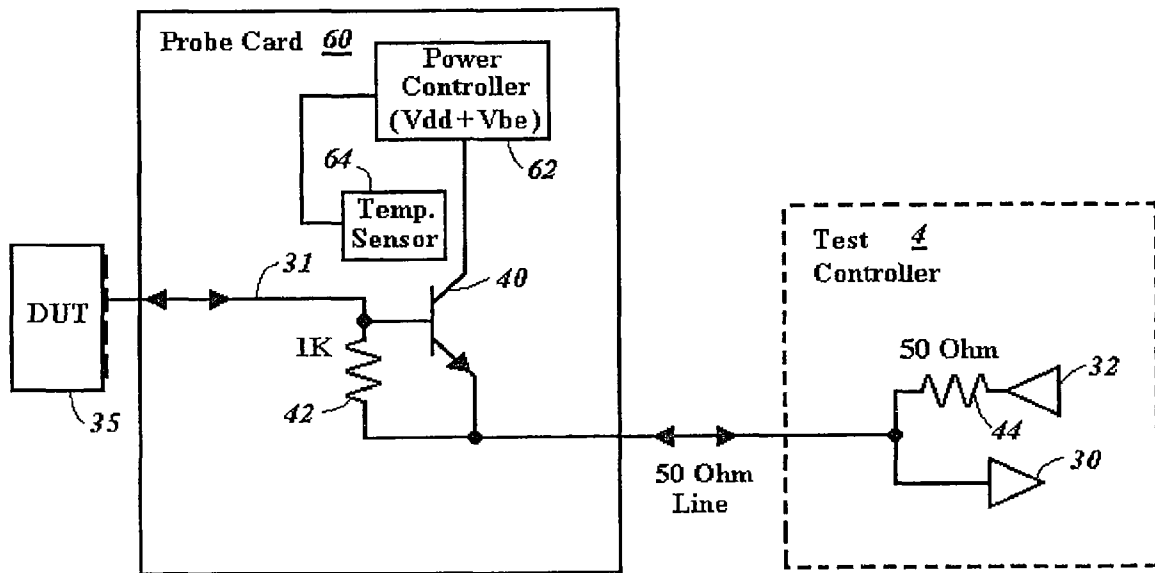 Probe Card 60
Power
Controller
(Vdd+Vbe)
62
64
Temp.
Sensor
31
40
DUT
35
1K
42
50 Ohm
Line
Test 4
Controller
50 Ohm
32
44
30